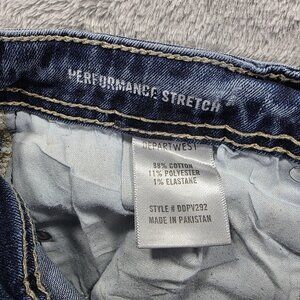 PERFORMANCE STRETCH
DEPARTWEST
88% COTTON
11% POLYESTER
1% ELASTANE
STYLE # DDPV292
MADE IN PAKISTAN